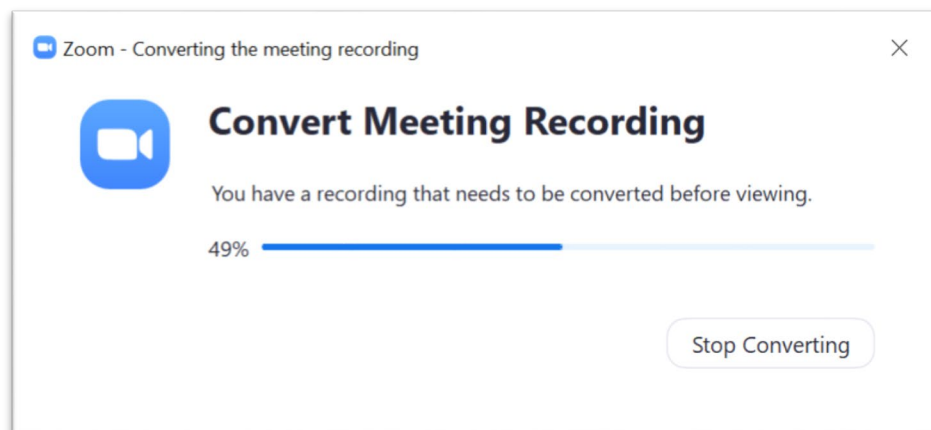 Zoom - Converting the meeting recording
Convert Meeting Recording
You have a recording that needs to be converted before viewing.
49%
Stop Converting